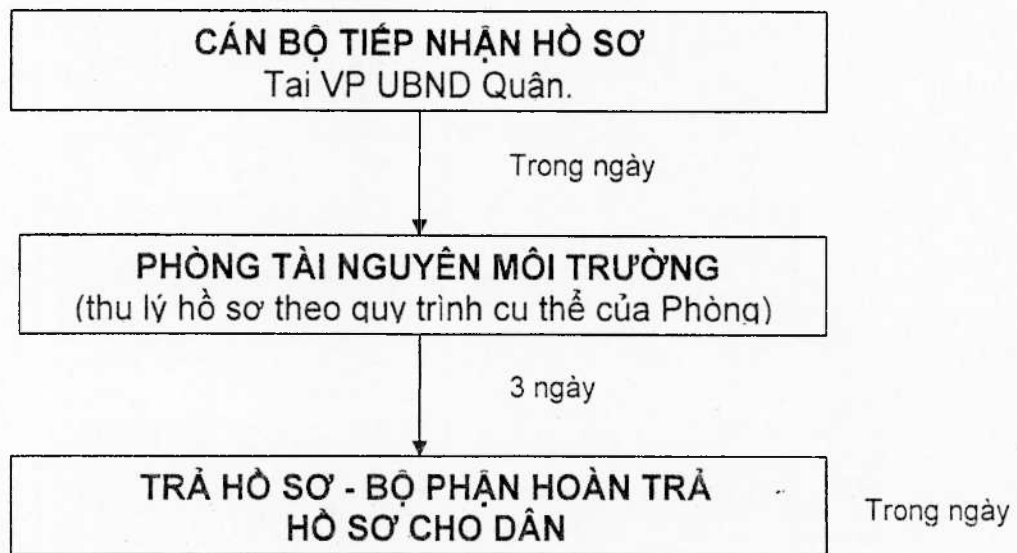 CÁN BỘ TIẾP NHẬN HỒ SƠ
Tai VP UBND Quân.
Trong ngày
PHÒNG TÀI NGUYÊN MÔI TRƯỜNG
(thu lý hồ sơ theo quy trình cu thể của Phòng)
3 ngày
TRẢ HỒ SƠ - BỘ PHẬN HOÀN TRẢ
HỒ SƠ CHO DÂN
Trong ngày